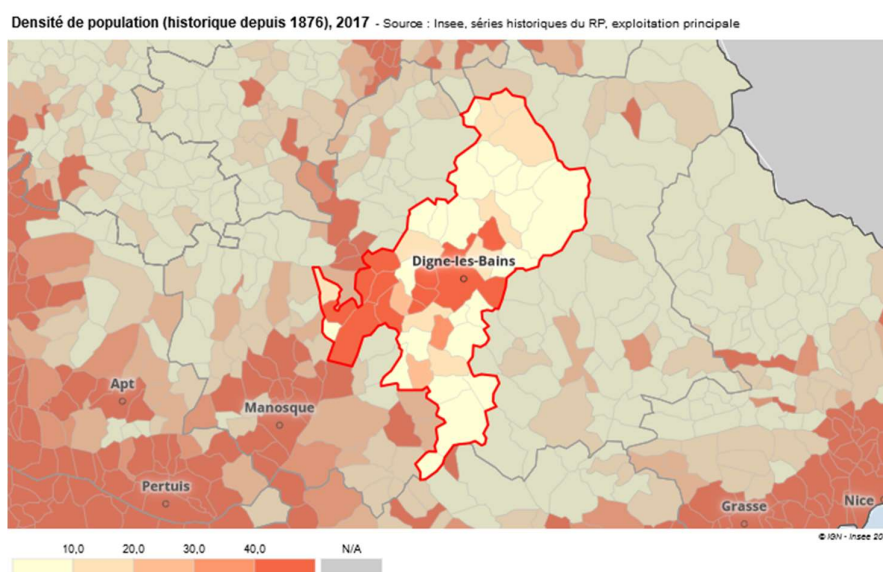 Densité de population (historique depuis 1876), 2017 - Source : Insee, séries historiques du RP, exploitation principale
Digne-les-Bains
Apt
Manosque
Pertuis
Grasse
Nice
© IGN - Insee 20
10,0 20,0 30,0 40,0 N/A